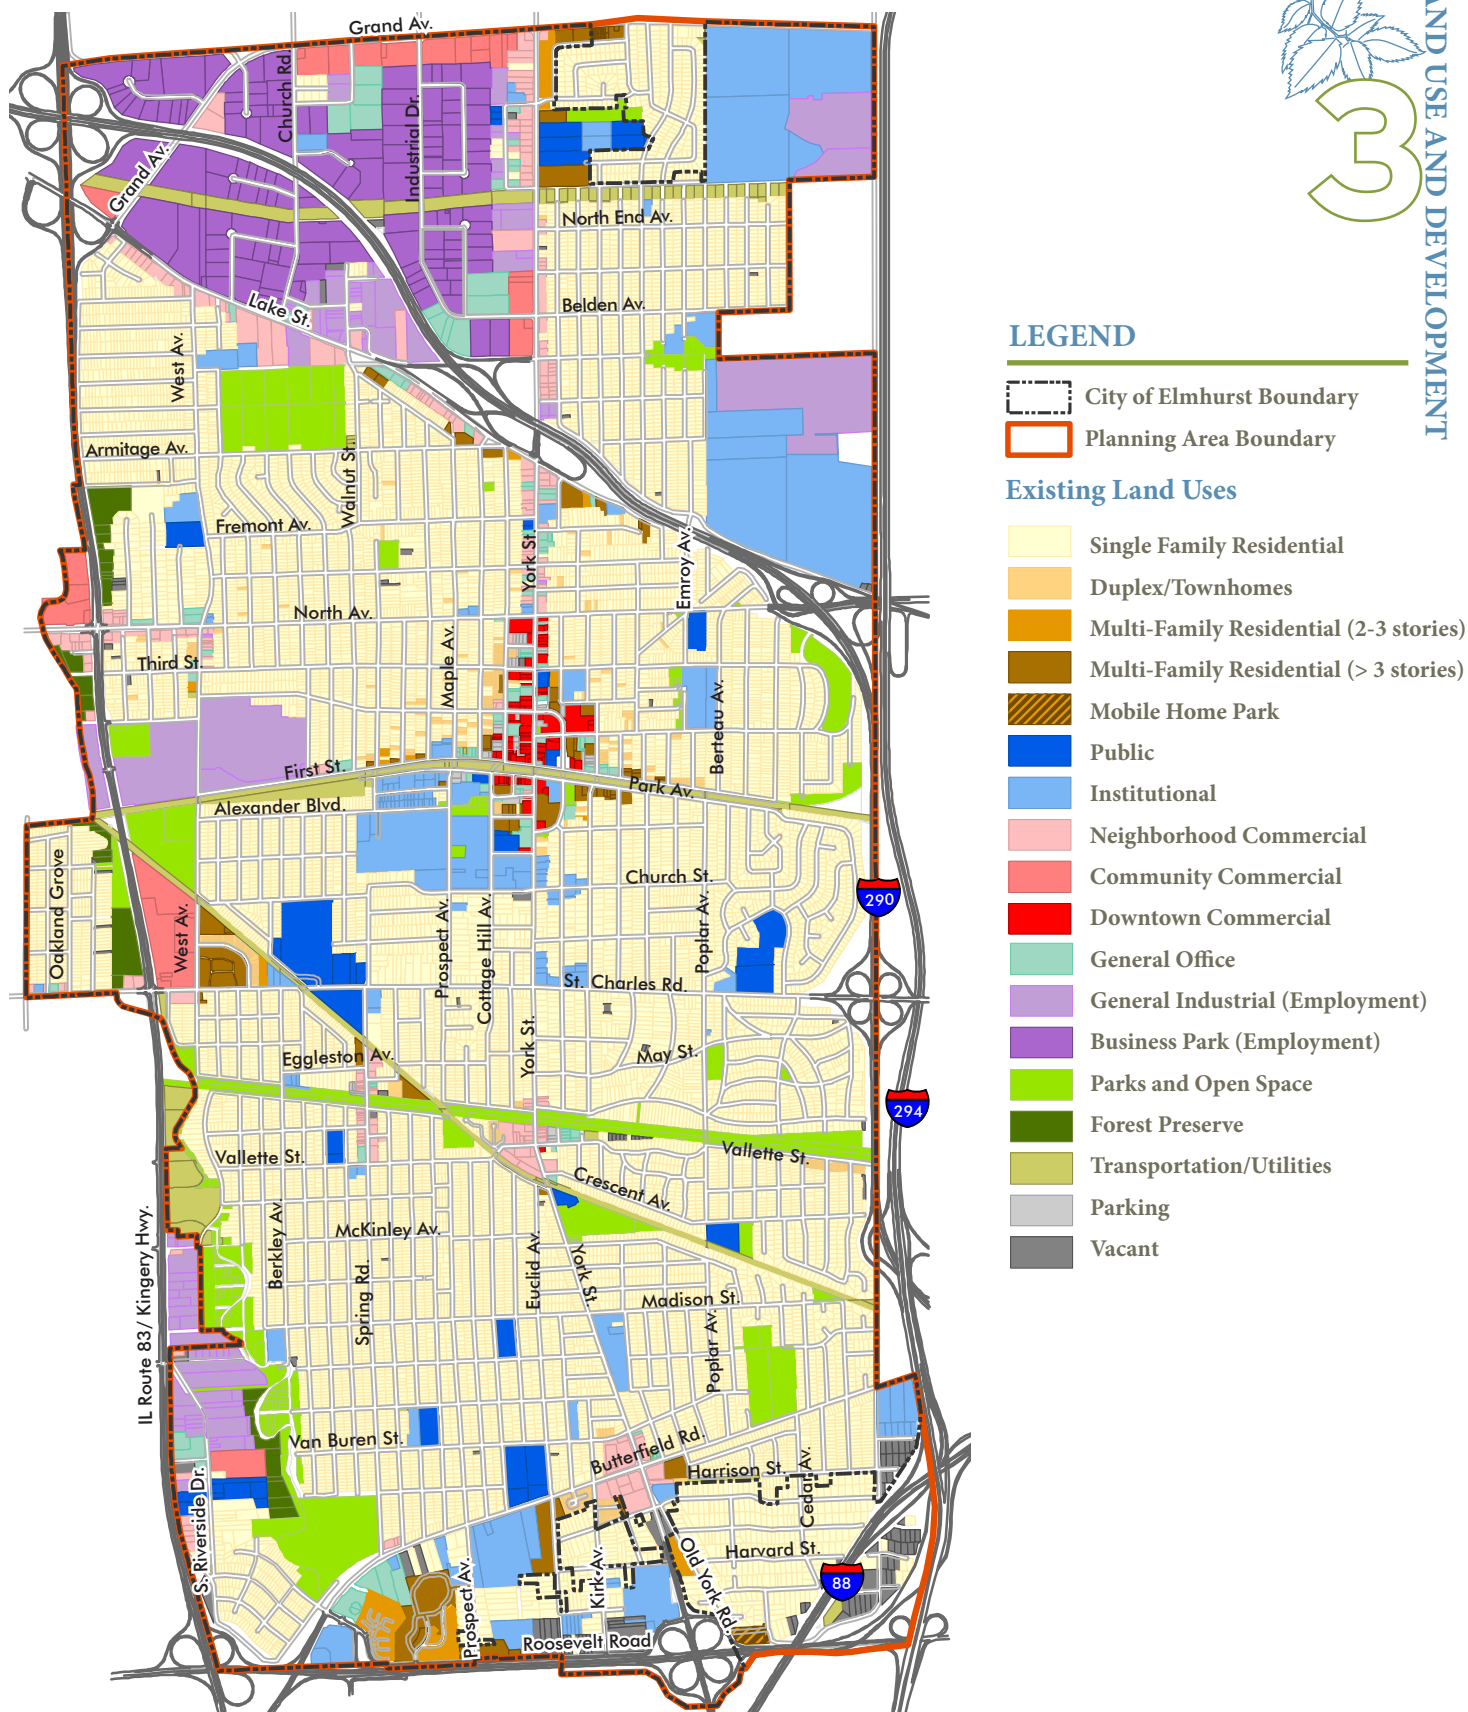 Grand Av.
Church Rd.
Industrial Dr.
Grand Av.
North End Av.
Lake St.
Belden Av.
West Av.
Armitage Av.
Walnut St.
Fremont Av.
York St.
Emroy Av.
North Av.
Maple Av.
Third St.
Berteau Av.
First St.
Park Av.
Alexander Blvd.
Oakland Grove
Church St.
West Av.
Prospect Av.
Cottage Hill Av.
Poplar Av.
290
St. Charles Rd.
York St.
Eggleston Av.
May St.
294
Vallette St.
Vallette St.
Crescent Av.
IL Route 83/ Kingery Hwy.
Berkley Av.
McKinley Av.
Spring Rd.
Euclid Av.
York St.
Madison St.
Poplar Av.
Van Buren St.
Butterfield Rd.
Harrison St.
Cedar Av.
S. Riverside Dr.
Harvard St.
Old York Rd.
Kirk Av.
Prospect Av.
88
Roosevelt Road
3
AND USE AND DEVELOPMENT
LEGEND
City of Elmhurst Boundary
Planning Area Boundary
Existing Land Uses
Single Family Residential
Duplex/Townhomes
Multi-Family Residential (2-3 stories)
Multi-Family Residential (> 3 stories)
Mobile Home Park
Public
Institutional
Neighborhood Commercial
Community Commercial
Downtown Commercial
General Office
General Industrial (Employment)
Business Park (Employment)
Parks and Open Space
Forest Preserve
Transportation/Utilities
Parking
Vacant